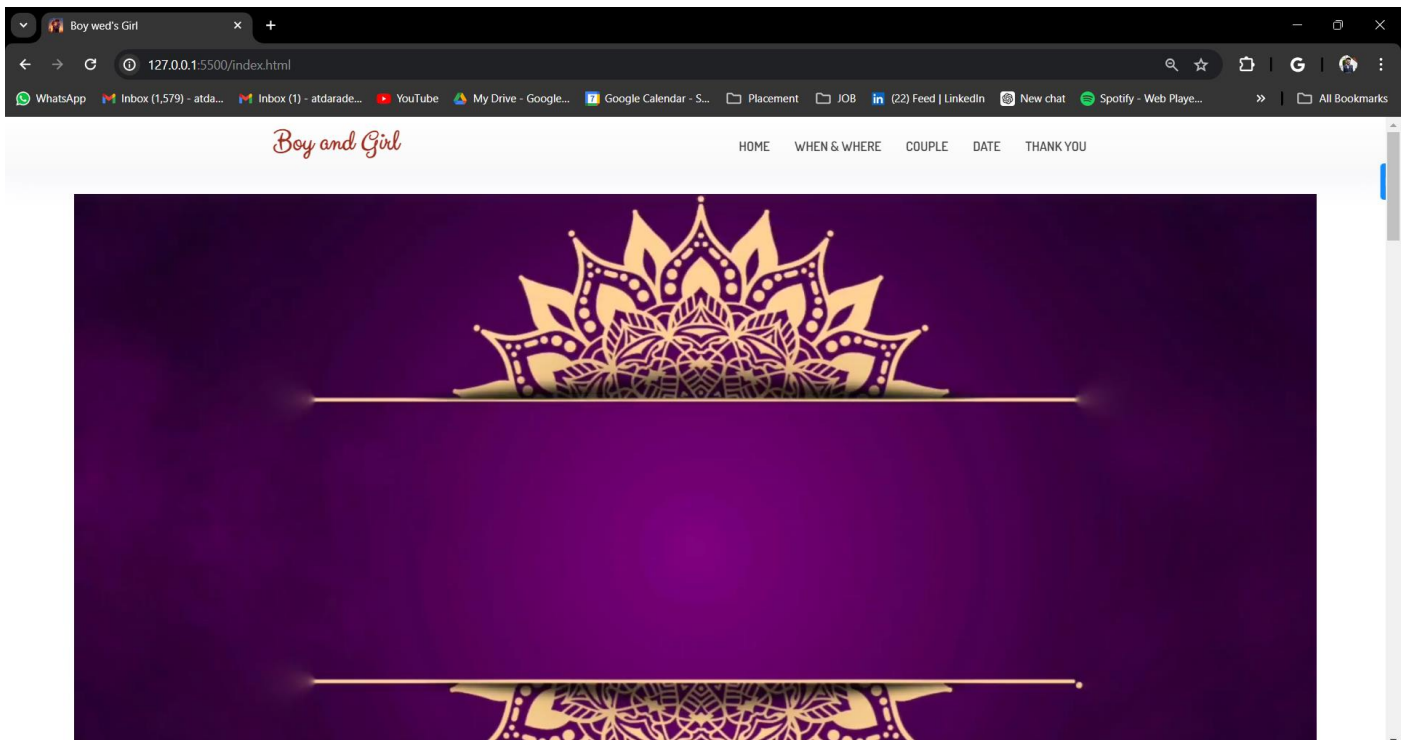 Boy wed's Girl
127.0.0.1:5500/index.html
WhatsApp Inbox (1,579) - atda... Inbox (1) - atdarade... YouTube My Drive - Google... 7 Google Calendar - S... Placement JOB in (22) Feed | LinkedIn New chat Spotify - Web Playe... » All Bookmarks
Boy and Girl HOME WHEN & WHERE COUPLE DATE THANK YOU